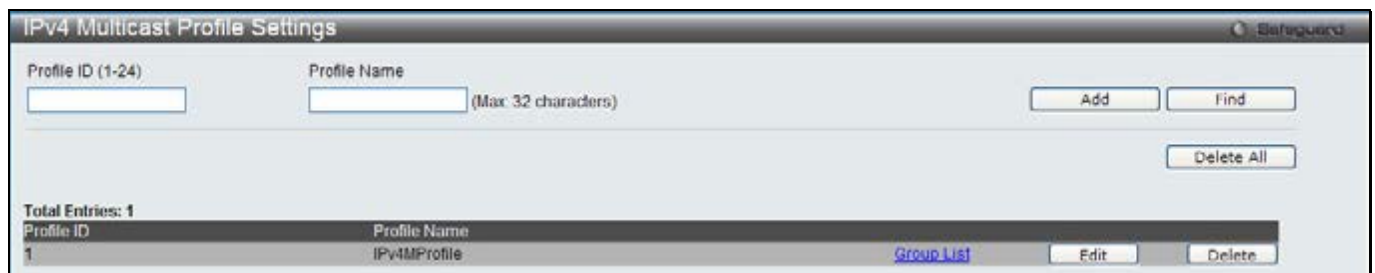 IPv4 Multicast Profile Settings
Safeguard
Profile ID (1-24) Profile Name
(Max: 32 characters) Add Find
Delete All
Total Entries: 1
Profile ID Profile Name
1 IPv4MProfile Group List Edit Delete